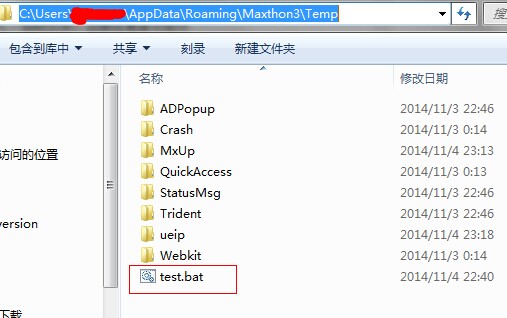 C:\Users\ \AppData\Roaming\Maxthon3\Temp
包含到库中 共享 刻录 新建文件夹
名称 修改日期
ADPopup 2014/11/3 22:46
Crash 2014/11/3 0:14
MxUp 2014/11/4 23:13
访问的位置
QuickAccess 2014/11/3 0:13
StatusMsg 2014/11/3 22:46
Trident 2014/11/3 22:46
version
ueip 2014/11/4 23:18
Webkit 2014/11/3 0:14
test.bat 2014/11/4 22:40
下载